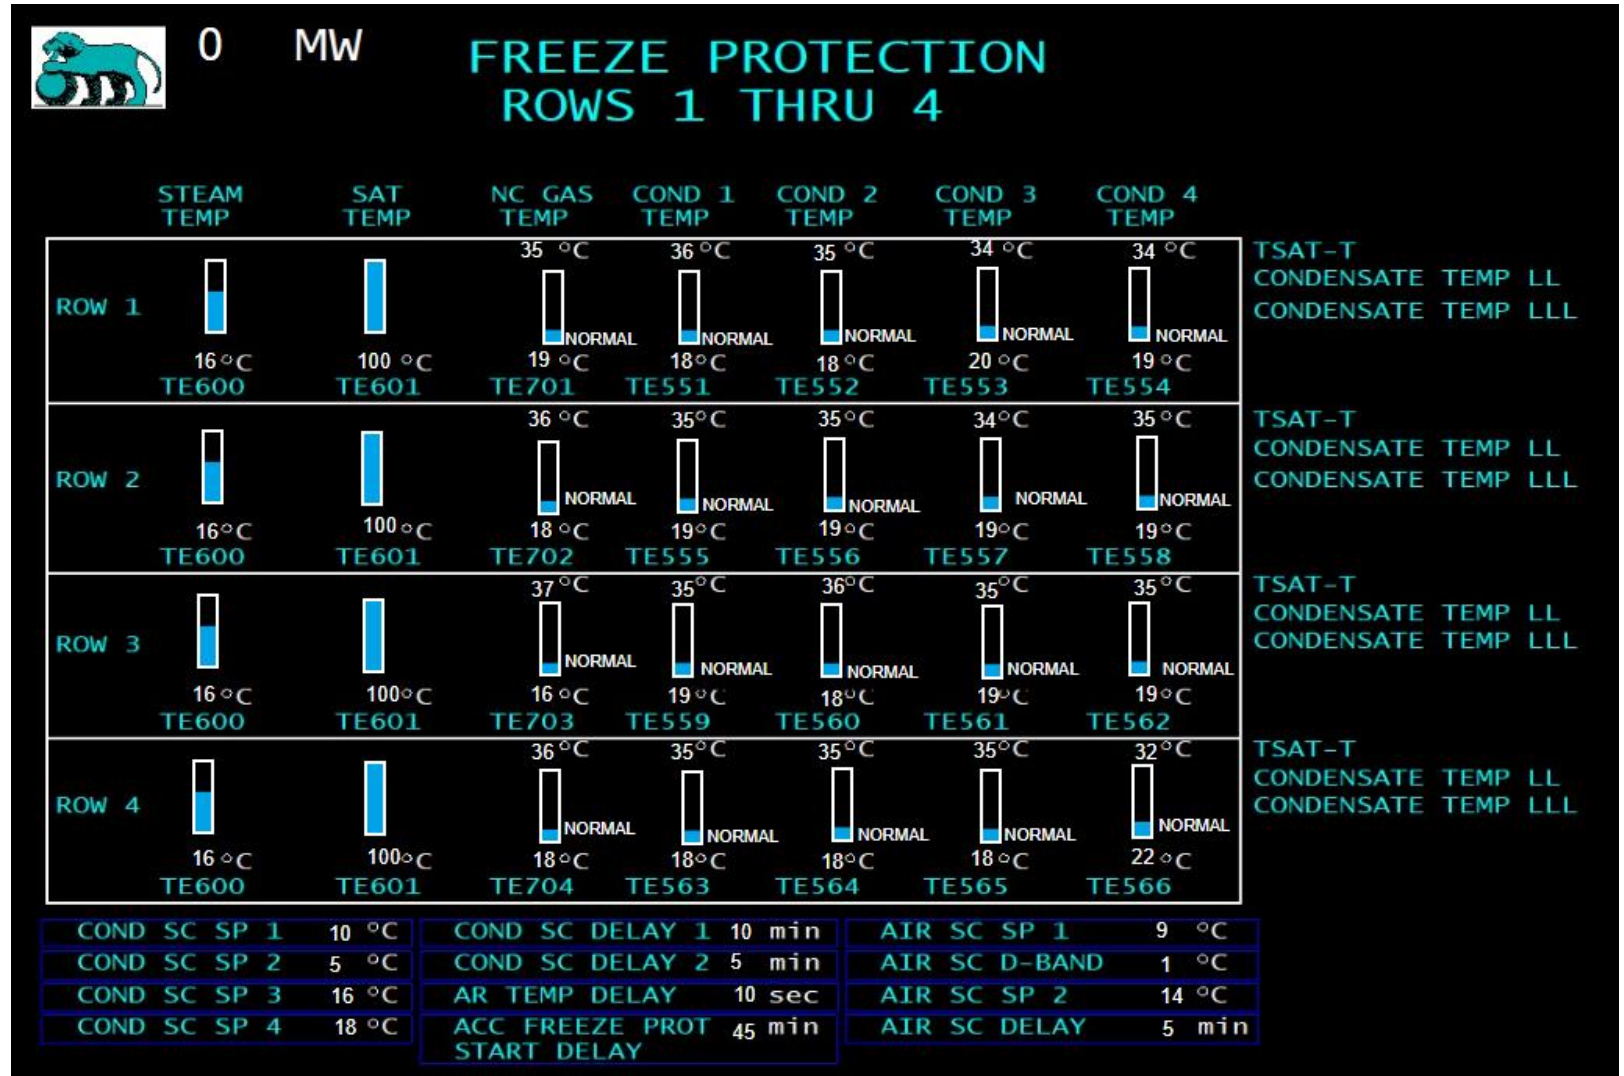 0 MW
FREEZE PROTECTION
ROWS 1 THRU 4
STEAM TEMP SAT TEMP NC GAS TEMP COND 1 TEMP COND 2 TEMP COND 3 TEMP COND 4 TEMP
35 °C 36 °C 35 °C 34 °C 34 °C
ROW 1
NORMAL NORMAL NORMAL NORMAL NORMAL
16 °C 100 °C 19 °C 18 °C 18 °C 20 °C 19 °C
TE600 TE601 TE701 TE551 TE552 TE553 TE554
TSAT-T
CONDENSATE TEMP LL
CONDENSATE TEMP LLL
36 °C 35 °C 35 °C 34 °C 35 °C
ROW 2
NORMAL NORMAL NORMAL NORMAL NORMAL
16 °C 100 °C 18 °C 19 °C 19 °C 19 °C 19 °C
TE600 TE601 TE702 TE555 TE556 TE557 TE558
TSAT-T
CONDENSATE TEMP LL
CONDENSATE TEMP LLL
37 °C 35 °C 36 °C 35 °C 35 °C
ROW 3
NORMAL NORMAL NORMAL NORMAL NORMAL
16 °C 100 °C 16 °C 19 °C 18 °C 19 °C 19 °C
TE600 TE601 TE703 TE559 TE560 TE561 TE562
TSAT-T
CONDENSATE TEMP LL
CONDENSATE TEMP LLL
36 °C 35 °C 35 °C 35 °C 32 °C
ROW 4
NORMAL NORMAL NORMAL NORMAL NORMAL
16 °C 100 °C 18 °C 18 °C 18 °C 18 °C 22 °C
TE600 TE601 TE704 TE563 TE564 TE565 TE566
TSAT-T
CONDENSATE TEMP LL
CONDENSATE TEMP LLL
COND SC SP 1 10 °C COND SC DELAY 1 10 min AIR SC SP 1 9 °C
COND SC SP 2 5 °C COND SC DELAY 2 5 min AIR SC D-BAND 1 °C
COND SC SP 3 16 °C AR TEMP DELAY 10 sec AIR SC SP 2 14 °C
COND SC SP 4 18 °C ACC FREEZE PROT 45 min AIR SC DELAY 5 min
START DELAY